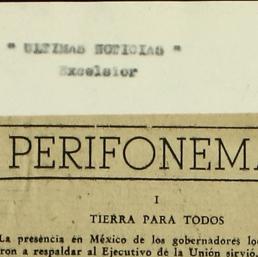 " ULTIMAS NOTICIAS "
Excelsior
PERIFONEMA
I
TIERRA PARA TODOS
La presencia en México de los gobernadores
ron a respaldar al Ejecutivo de la Unión sirvió,